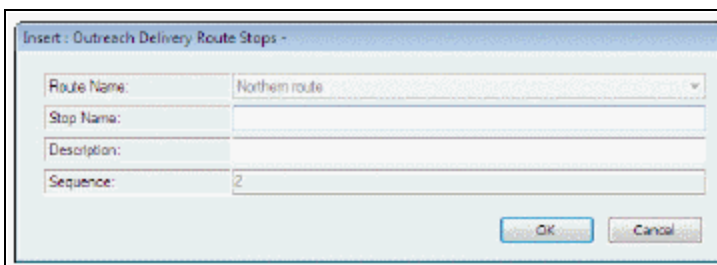 Insert : Outreach Delivery Route Stops -
Route Name: Northern route
Stop Name:
Description:
Sequence: 2
OK Cancel